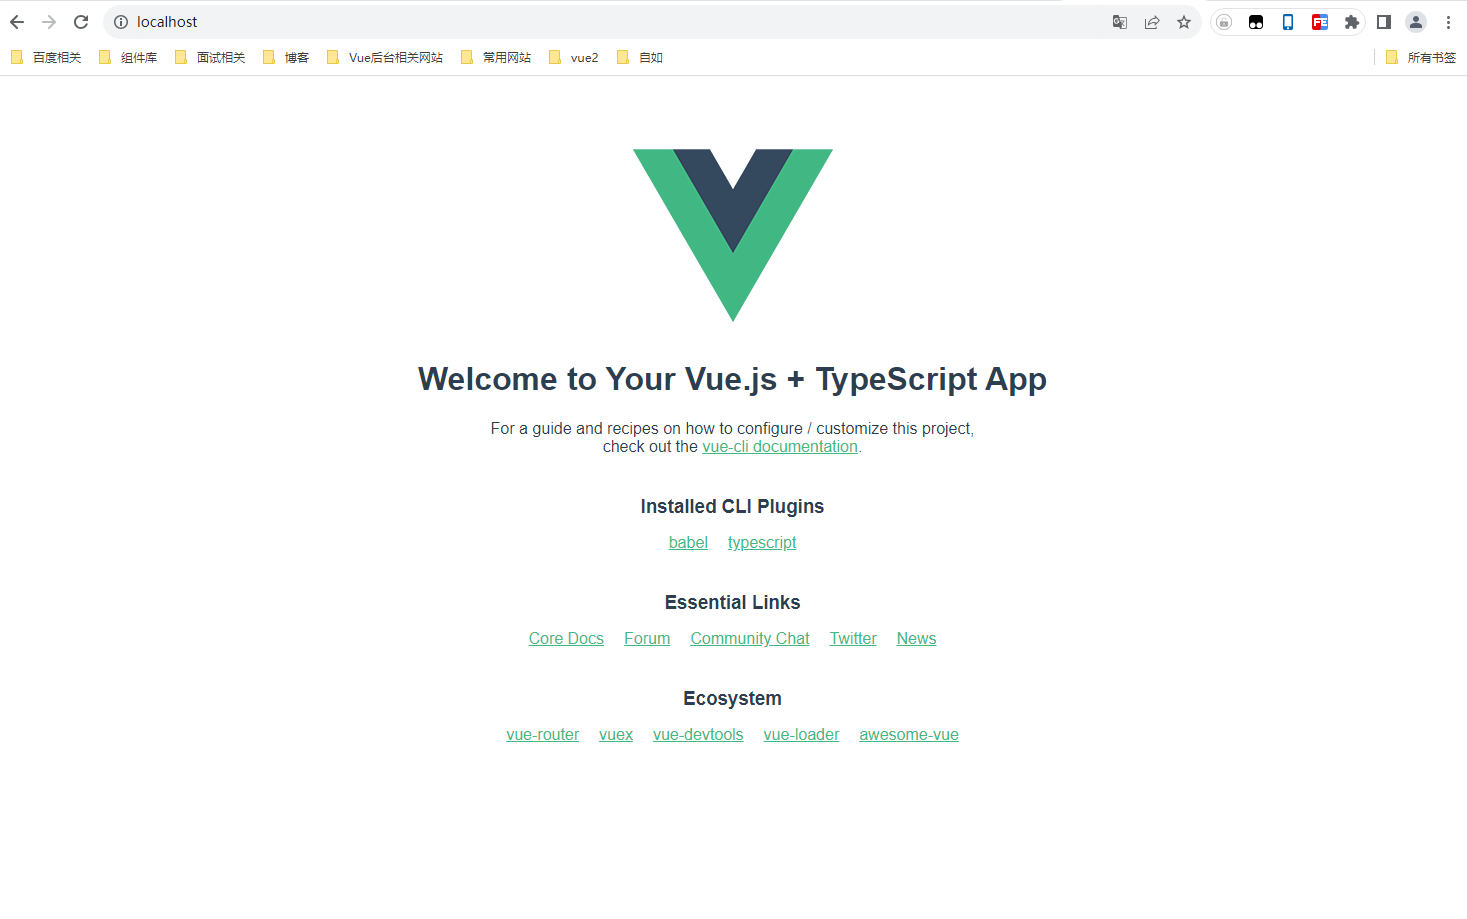 localhost
百度相关 组件库 面试相关 博客 Vue后台相关网站 常用网站 vue2 自如 所有书签
Welcome to Your Vue.js + TypeScript App
For a guide and recipes on how to configure / customize this project,
check out the vue-cli documentation.
Installed CLI Plugins
babel typescript
Essential Links
Core Docs Forum Community Chat Twitter News
Ecosystem
vue-router vuex vue-devtools vue-loader awesome-vue